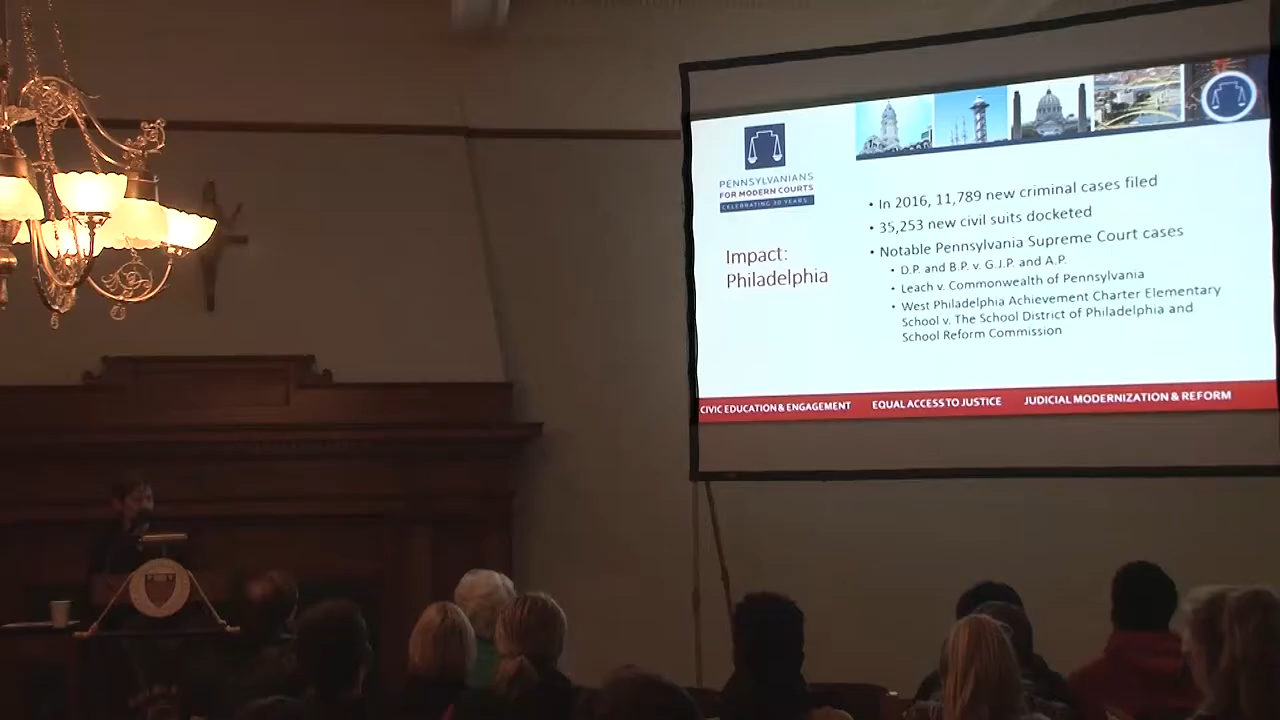 PENNSYLVANIANS
FOR MODERN COURTS
CELEBRATING 30 YEARS
Impact:
Philadelphia
• In 2016, 11,789 new criminal cases filed
• 35,253 new civil suits docketed
• Notable Pennsylvania Supreme Court cases
• D.P. and B.P. v. G.J.P. and A.P.
• Leach v. Commonwealth of Pennsylvania
• West Philadelphia Achievement Charter Elementary
School v. The School District of Philadelphia and
School Reform Commission
CIVIC EDUCATION & ENGAGEMENT EQUAL ACCESS TO JUSTICE JUDICIAL MODERNIZATION & REFORM